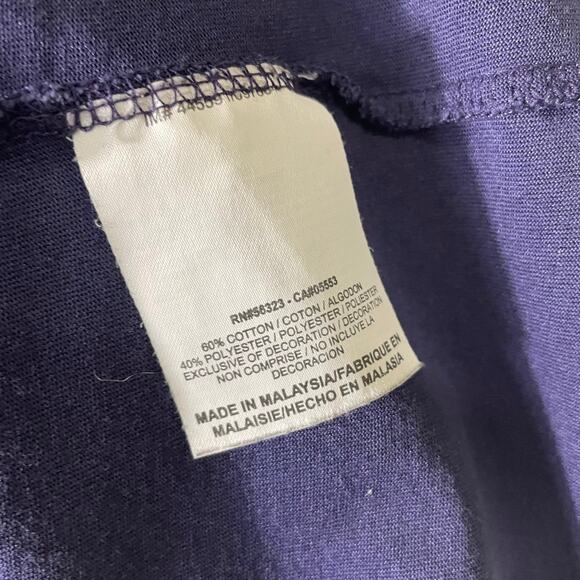 RN#56323 - CA#05553
60% COTTON / COTON / ALGODON
40% POLYESTER / POLYESTER / POLIESTER
EXCLUSIVE OF DECORATION / DECORATION
NON COMPRISE / NO INCLUYE LA
DECORACION
MADE IN MALAYSIA/FABRIQUE EN
MALAISIE/HECHO EN MALASIA